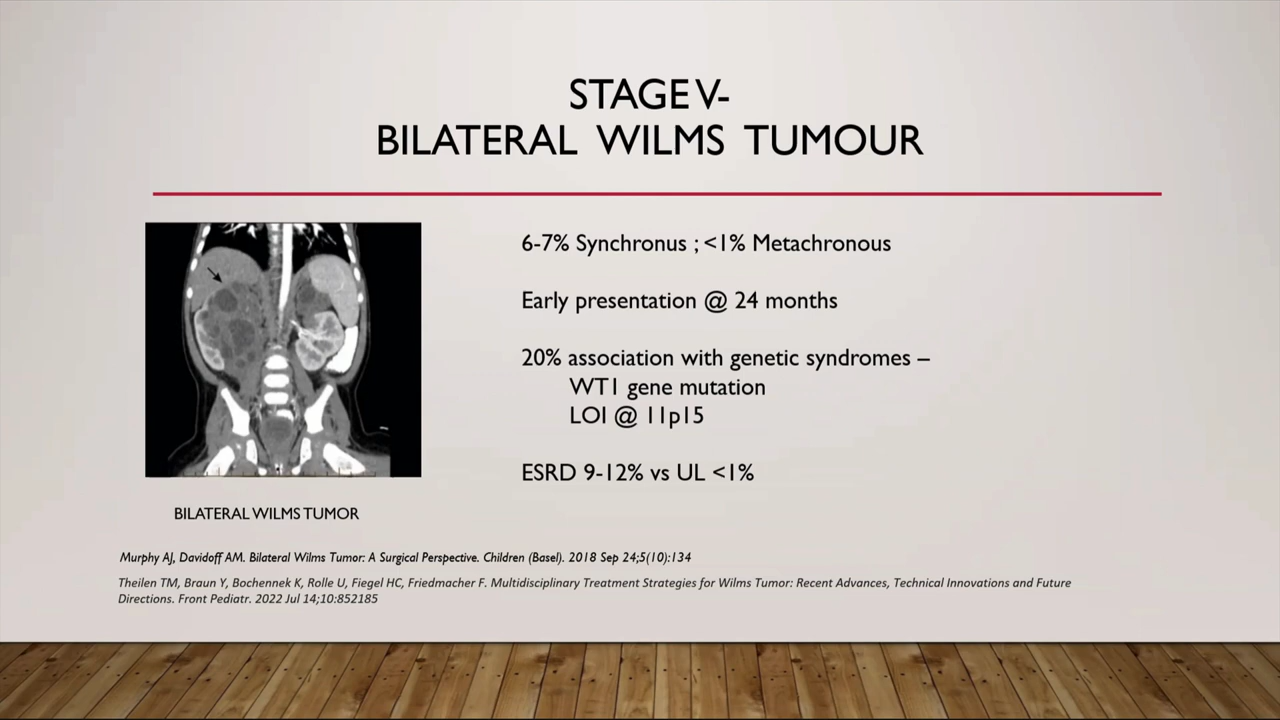 STAGE V-
BILATERAL WILMS TUMOUR
6-7% Synchronus ; <1% Metachronous
Early presentation @ 24 months
20% association with genetic syndromes –
WT1 gene mutation
LOI @ 11p15
ESRD 9-12% vs UL <1%
BILATERAL WILMS TUMOR
Murphy AJ, Davidoff AM. Bilateral Wilms Tumor: A Surgical Perspective. Children (Basel). 2018 Sep 24;5(10):134
Theilen TM, Braun Y, Bochennek K, Rolle U, Fiegel HC, Friedmacher F. Multidisciplinary Treatment Strategies for Wilms Tumor: Recent Advances, Technical Innovations and Future
Directions. Front Pediatr. 2022 Jul 14;10:852185